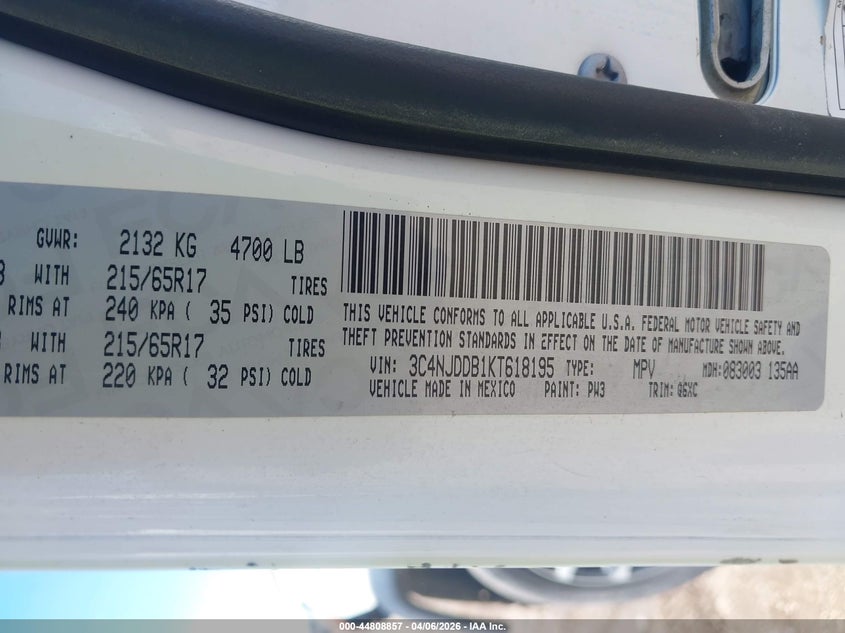 GVWR: 2132 KG 4700 LB
WITH 215/65R17 TIRES
RIMS AT 240 KPA ( 35 PSI) COLD
WITH 215/65R17 TIRES
RIMS AT 220 KPA ( 32 PSI) COLD
THIS VEHICLE CONFORMS TO ALL APPLICABLE U.S.A. FEDERAL MOTOR VEHICLE SAFETY AND
THEFT PREVENTION STANDARDS IN EFFECT ON THE DATE OF MANUFACTURE SHOWN ABOVE.
VIN: 3C4NJDDB1KT618195 TYPE: MPV MDH:083003 135AA
VEHICLE MADE IN MEXICO PAINT: PW3 TRIM: Q6XC
000-44808857 - 04/06/2026 - IAA Inc.